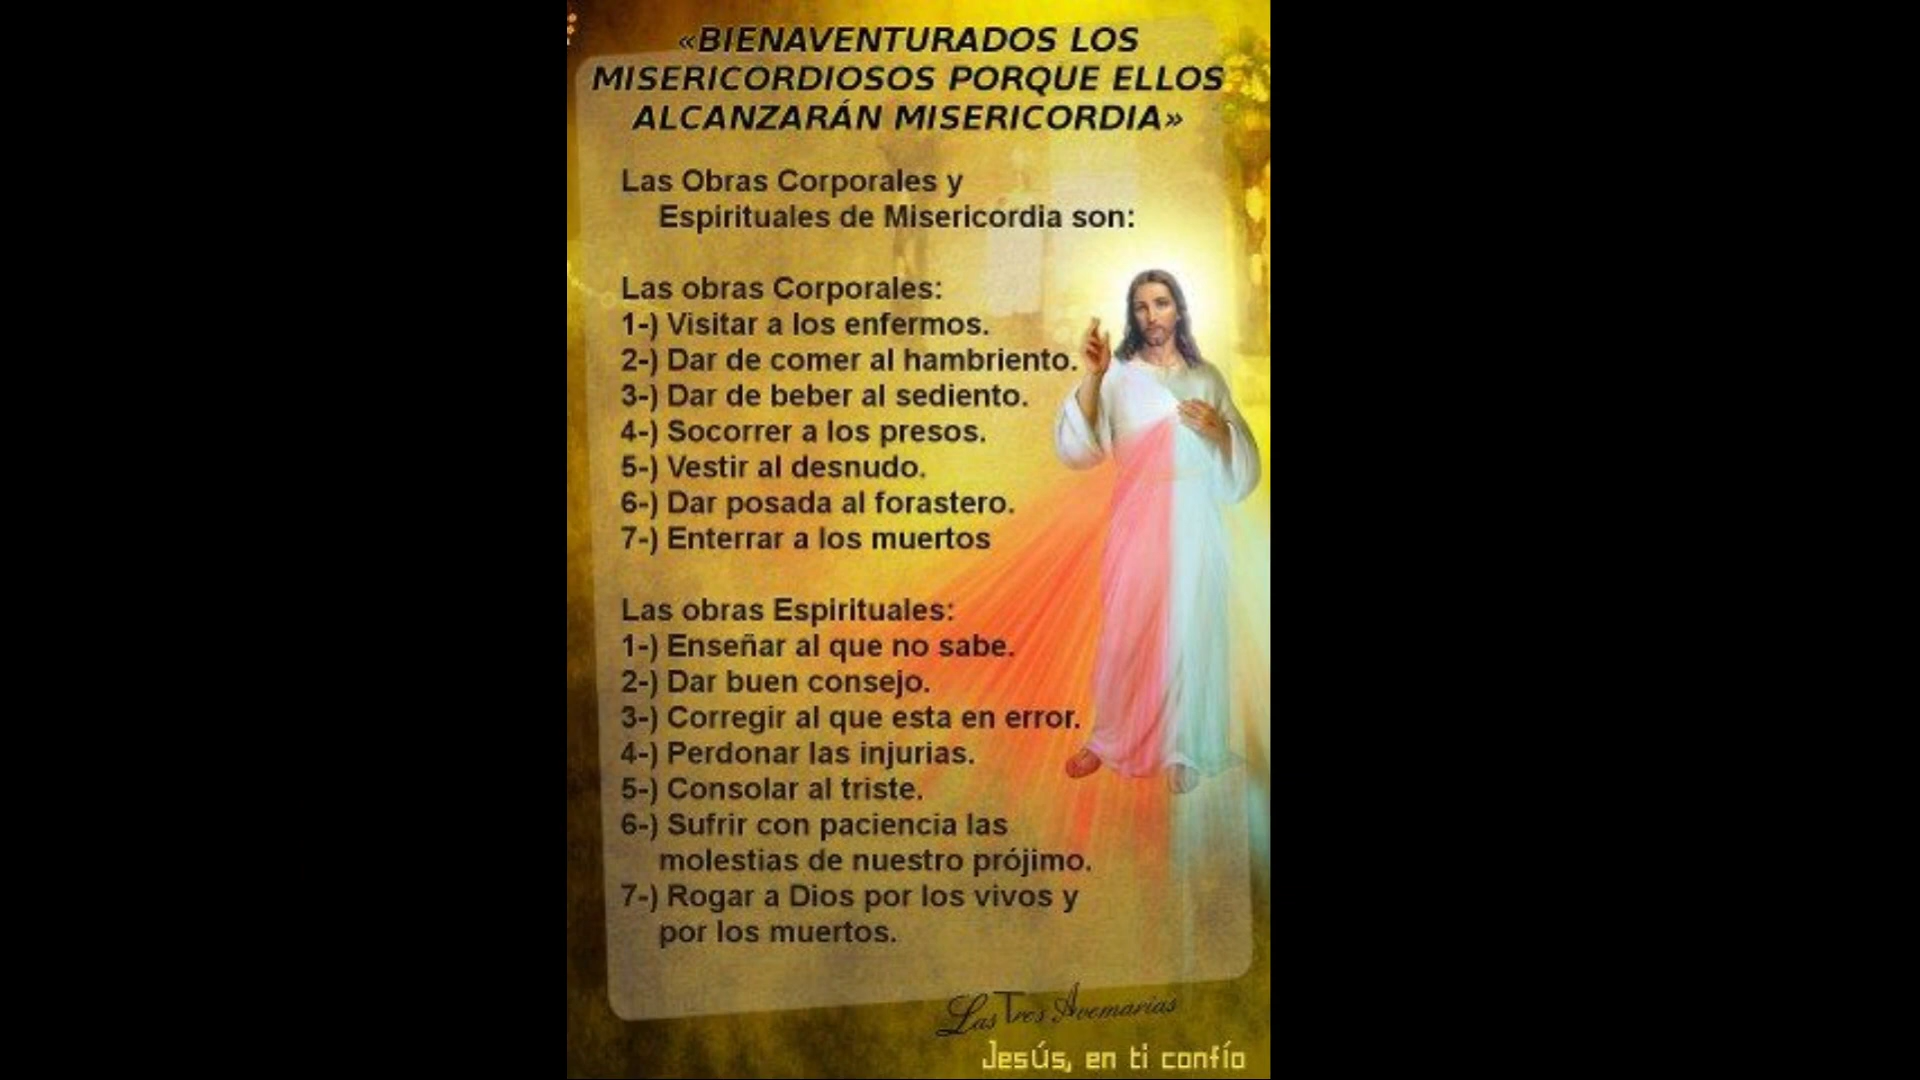 «BIENAVENTURADOS LOS
MISERICORDIOSOS PORQUE ELLOS
ALCANZARÁN MISERICORDIA»
Las Obras Corporales y
Espirituales de Misericordia son:
Las obras Corporales:
1-) Visitar a los enfermos.
2-) Dar de comer al hambriento.
3-) Dar de beber al sediento.
4-) Socorrer a los presos.
5-) Vestir al desnudo.
6-) Dar posada al forastero.
7-) Enterrar a los muertos
Las obras Espirituales:
1-) Enseñar al que no sabe.
2-) Dar buen consejo.
3-) Corregir al que esta en error.
4-) Perdonar las injurias.
5-) Consolar al triste.
6-) Sufrir con paciencia las
molestias de nuestro prójimo.
7-) Rogar a Dios por los vivos y
por los muertos.
Las Tres Avemarias
Jesús, en ti confío